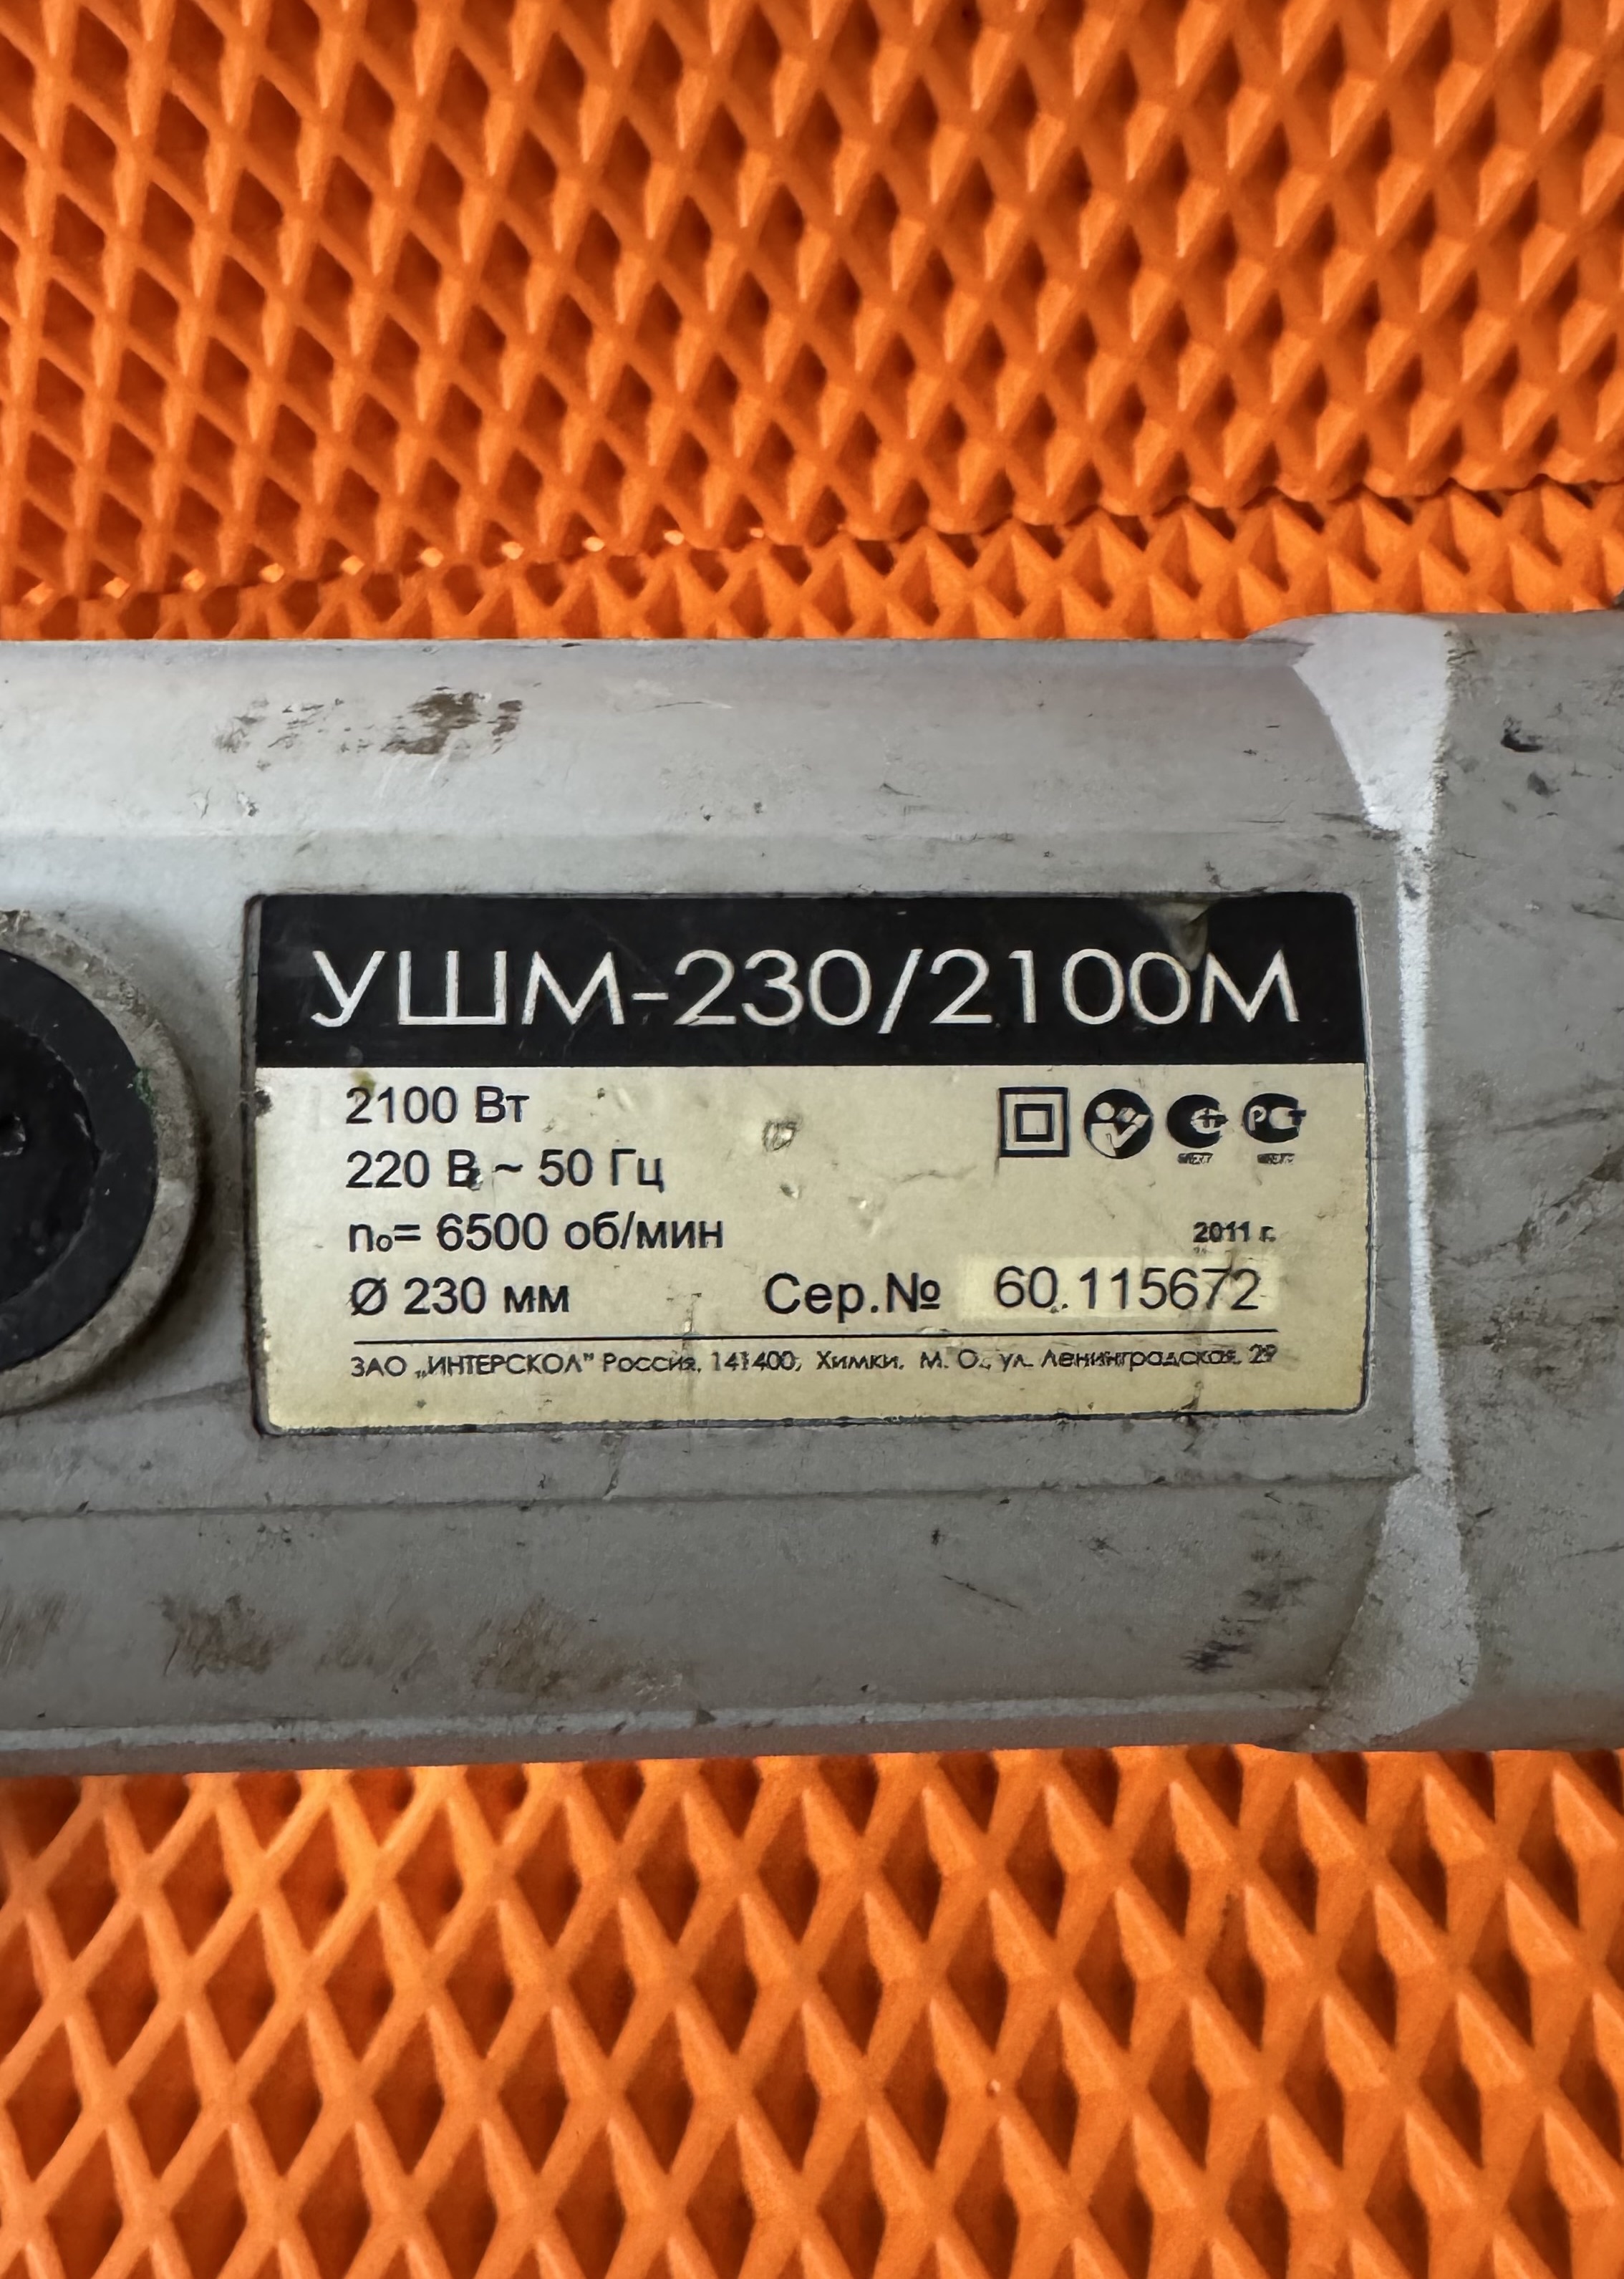 УШМ-230/2100М
2100 Вт
220 В ~ 50 Гц
n₀= 6500 об/мин
2011 г.
Ø 230 мм Сер.№ 60.115672
ЗАО „ИНТЕРСКОЛ" Россия, 141400, Химки, М. О., ул. Ленинградская, 29